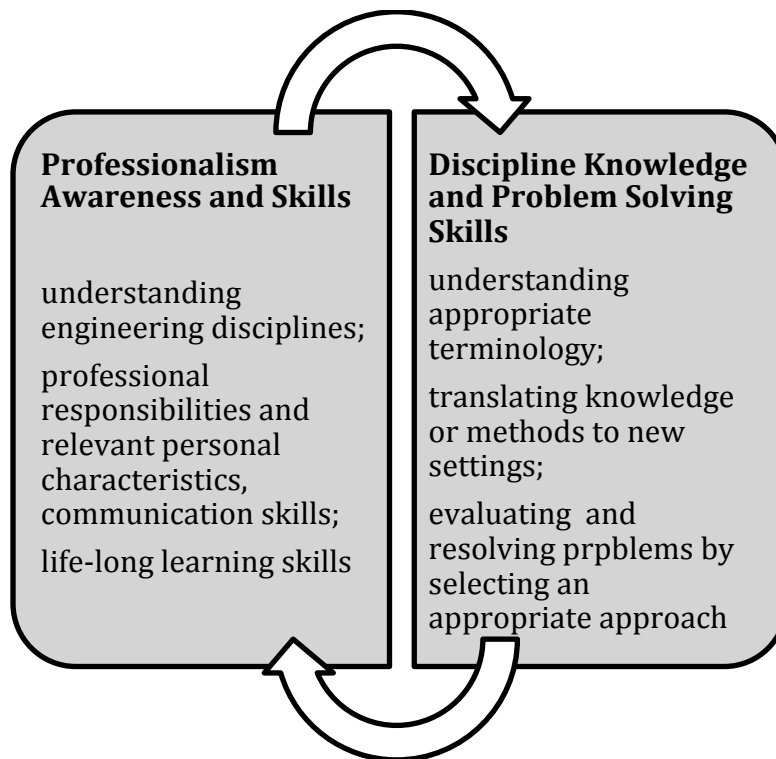 Professionalism
Awareness and Skills
understanding
engineering disciplines;
professional
responsibilities and
relevant personal
characteristics,
communication skills;
life-long learning skills
Discipline Knowledge
and Problem Solving
Skills
understanding
appropriate
terminology;
translating knowledge
or methods to new
settings;
evaluating  and
resolving prpblems by
selecting an
appropriate approach